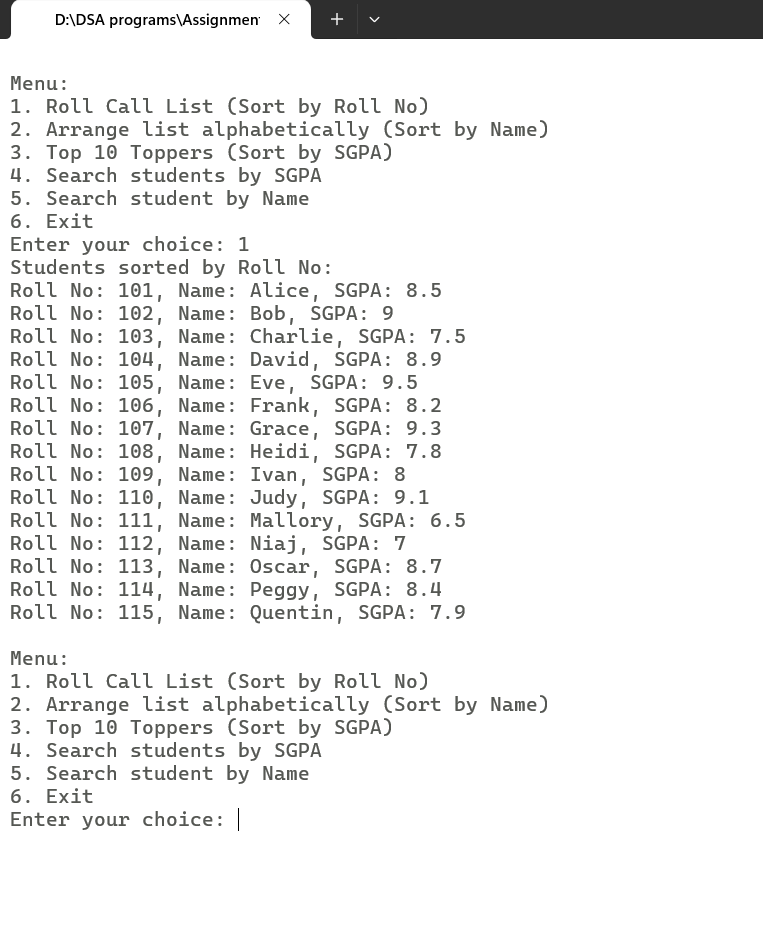 D:\DSA programs\Assignmen
Menu:
1. Roll Call List (Sort by Roll No)
2. Arrange list alphabetically (Sort by Name)
3. Top 10 Toppers (Sort by SGPA)
4. Search students by SGPA
5. Search student by Name
6. Exit
Enter your choice: 1
Students sorted by Roll No:
Roll No: 101, Name: Alice, SGPA: 8.5
Roll No: 102, Name: Bob, SGPA: 9
Roll No: 103, Name: Charlie, SGPA: 7.5
Roll No: 104, Name: David, SGPA: 8.9
Roll No: 105, Name: Eve, SGPA: 9.5
Roll No: 106, Name: Frank, SGPA: 8.2
Roll No: 107, Name: Grace, SGPA: 9.3
Roll No: 108, Name: Heidi, SGPA: 7.8
Roll No: 109, Name: Ivan, SGPA: 8
Roll No: 110, Name: Judy, SGPA: 9.1
Roll No: 111, Name: Mallory, SGPA: 6.5
Roll No: 112, Name: Niaj, SGPA: 7
Roll No: 113, Name: Oscar, SGPA: 8.7
Roll No: 114, Name: Peggy, SGPA: 8.4
Roll No: 115, Name: Quentin, SGPA: 7.9
Menu:
1. Roll Call List (Sort by Roll No)
2. Arrange list alphabetically (Sort by Name)
3. Top 10 Toppers (Sort by SGPA)
4. Search students by SGPA
5. Search student by Name
6. Exit
Enter your choice: